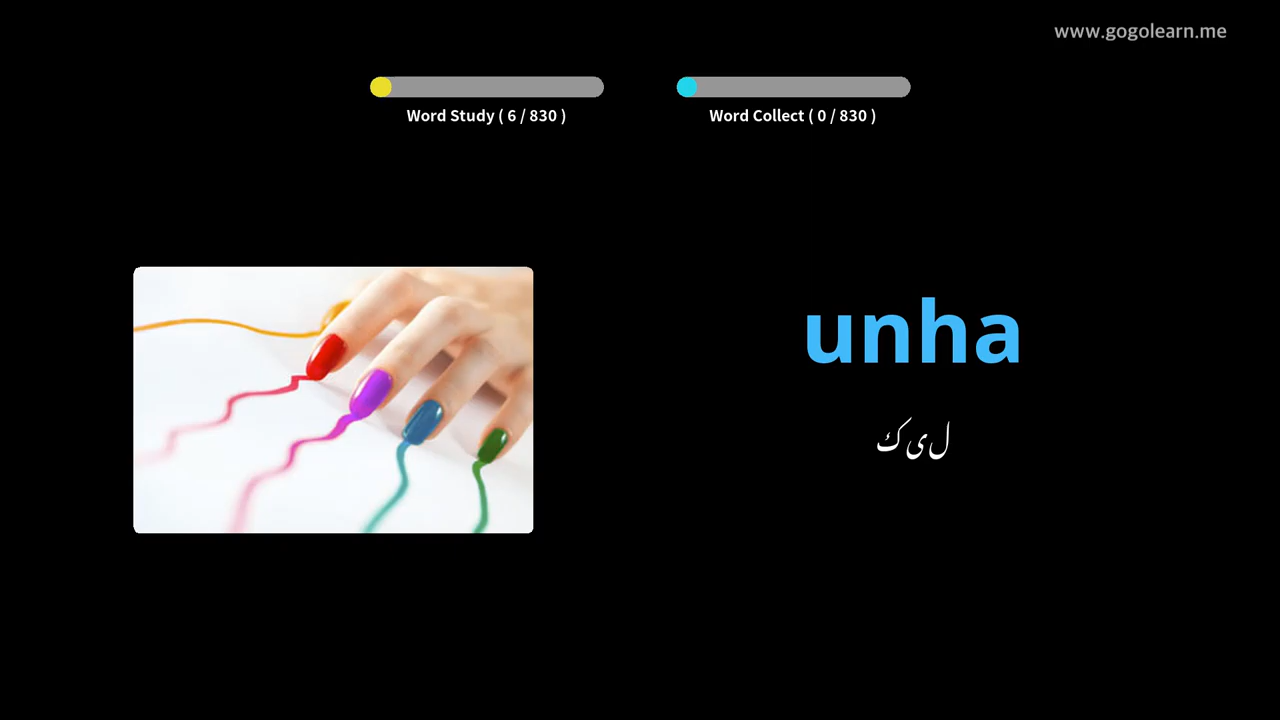 www.gogolearn.me
Word Study ( 6 / 830 )
Word Collect ( 0 / 830 )
unha
ل ی ک